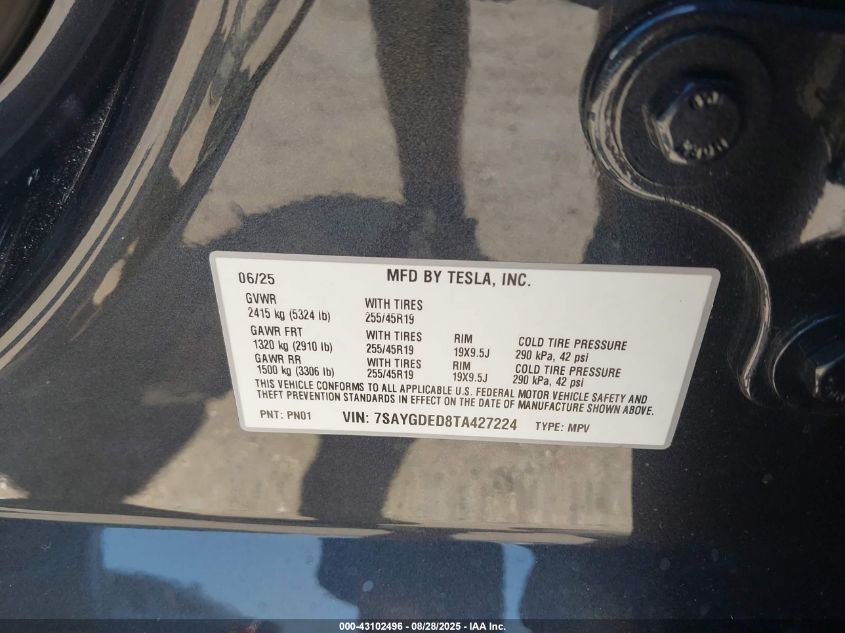 06/25 MFD BY TESLA, INC.
GVWR
2415 kg (5324 lb) WITH TIRES 255/45R19
GAWR FRT
1320 kg (2910 lb) WITH TIRES 255/45R19 RIM 19X9.5J COLD TIRE PRESSURE 290 kPa, 42 psi
GAWR RR
1500 kg (3306 lb) WITH TIRES 255/45R19 RIM 19X9.5J COLD TIRE PRESSURE 290 kPa, 42 psi
THIS VEHICLE CONFORMS TO ALL APPLICABLE U.S. FEDERAL MOTOR VEHICLE SAFETY AND
THEFT PREVENTION STANDARDS IN EFFECT ON THE DATE OF MANUFACTURE SHOWN ABOVE.
PNT: PN01 VIN: 7SAYGDED8TA427224 TYPE: MPV
000-43102496 - 08/28/2025 - IAA Inc.